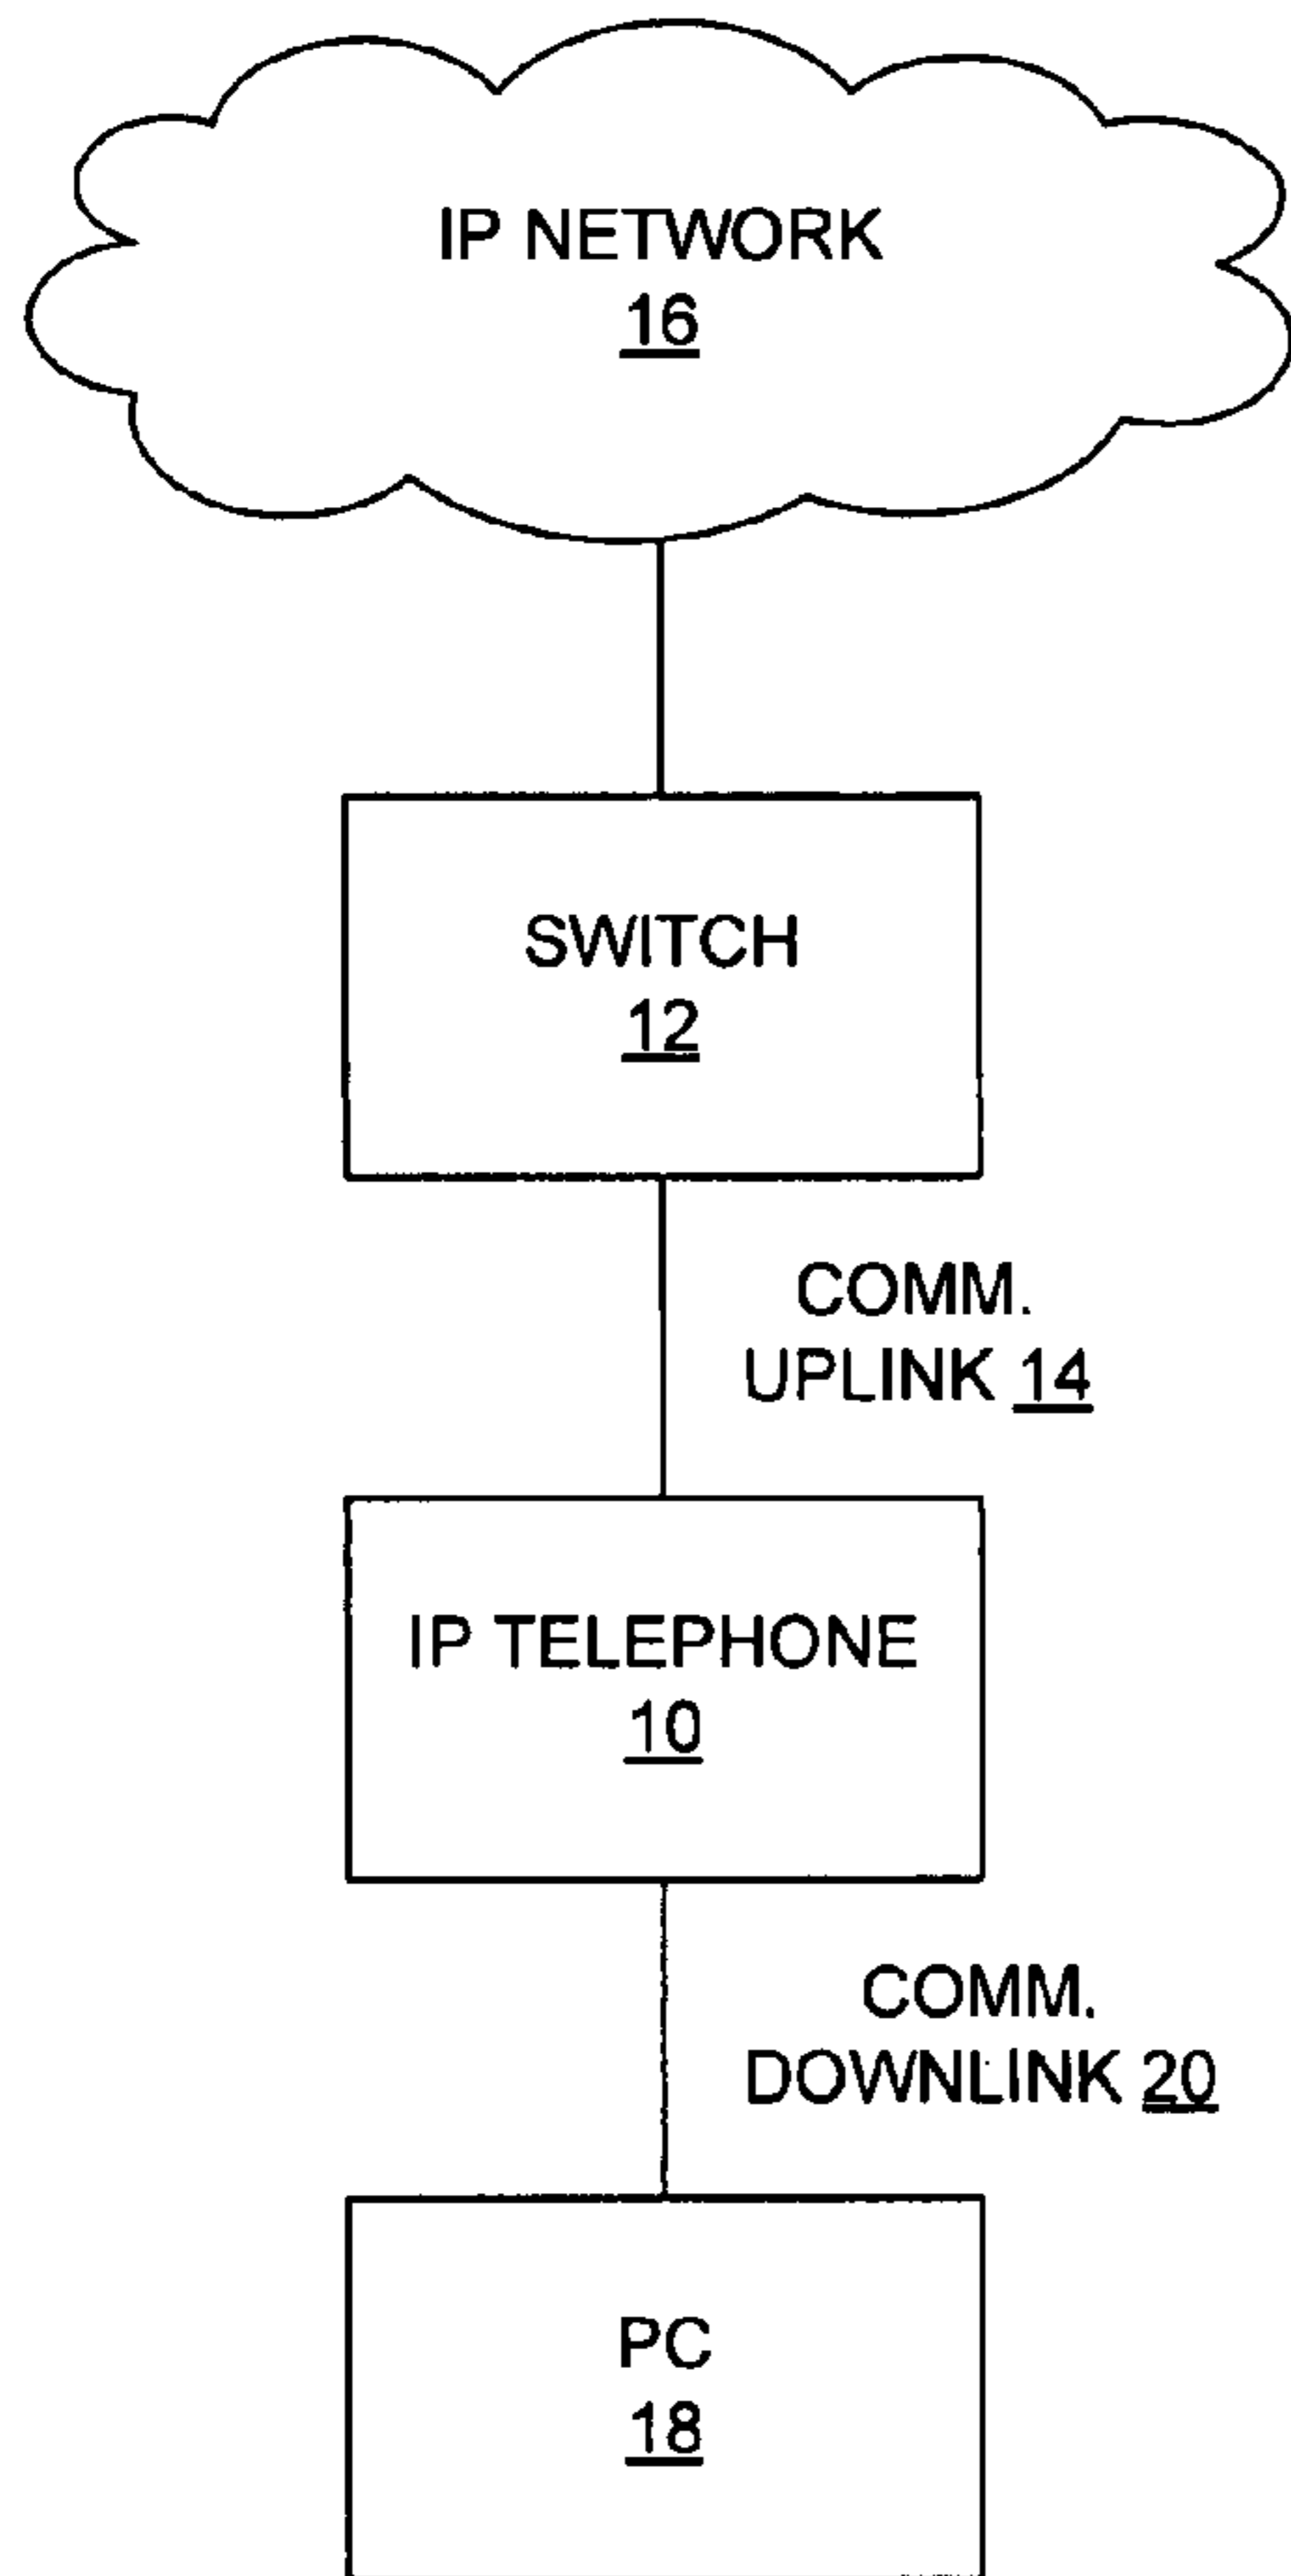 IP NETWORK
16
SWITCH
12
COMM.
UPLINK 14
IP TELEPHONE
10
COMM.
DOWNLINK 20
PC
18